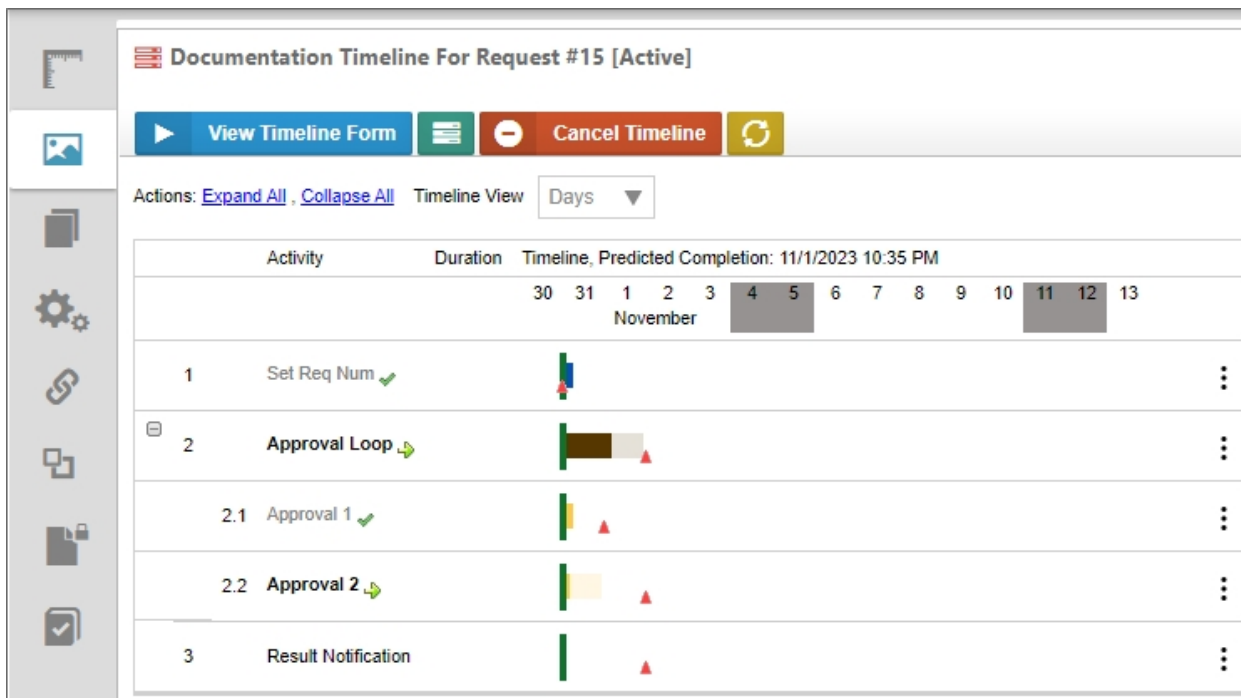 Documentation Timeline For Request #15 [Active]
View Timeline Form Cancel Timeline
Actions: Expand All , Collapse All Timeline View Days
Activity Duration Timeline, Predicted Completion: 11/1/2023 10:35 PM
30 31 1 2 3 4 5 6 7 8 9 10 11 12 13
November
1 Set Req Num
2 Approval Loop
2.1 Approval 1
2.2 Approval 2
3 Result Notification